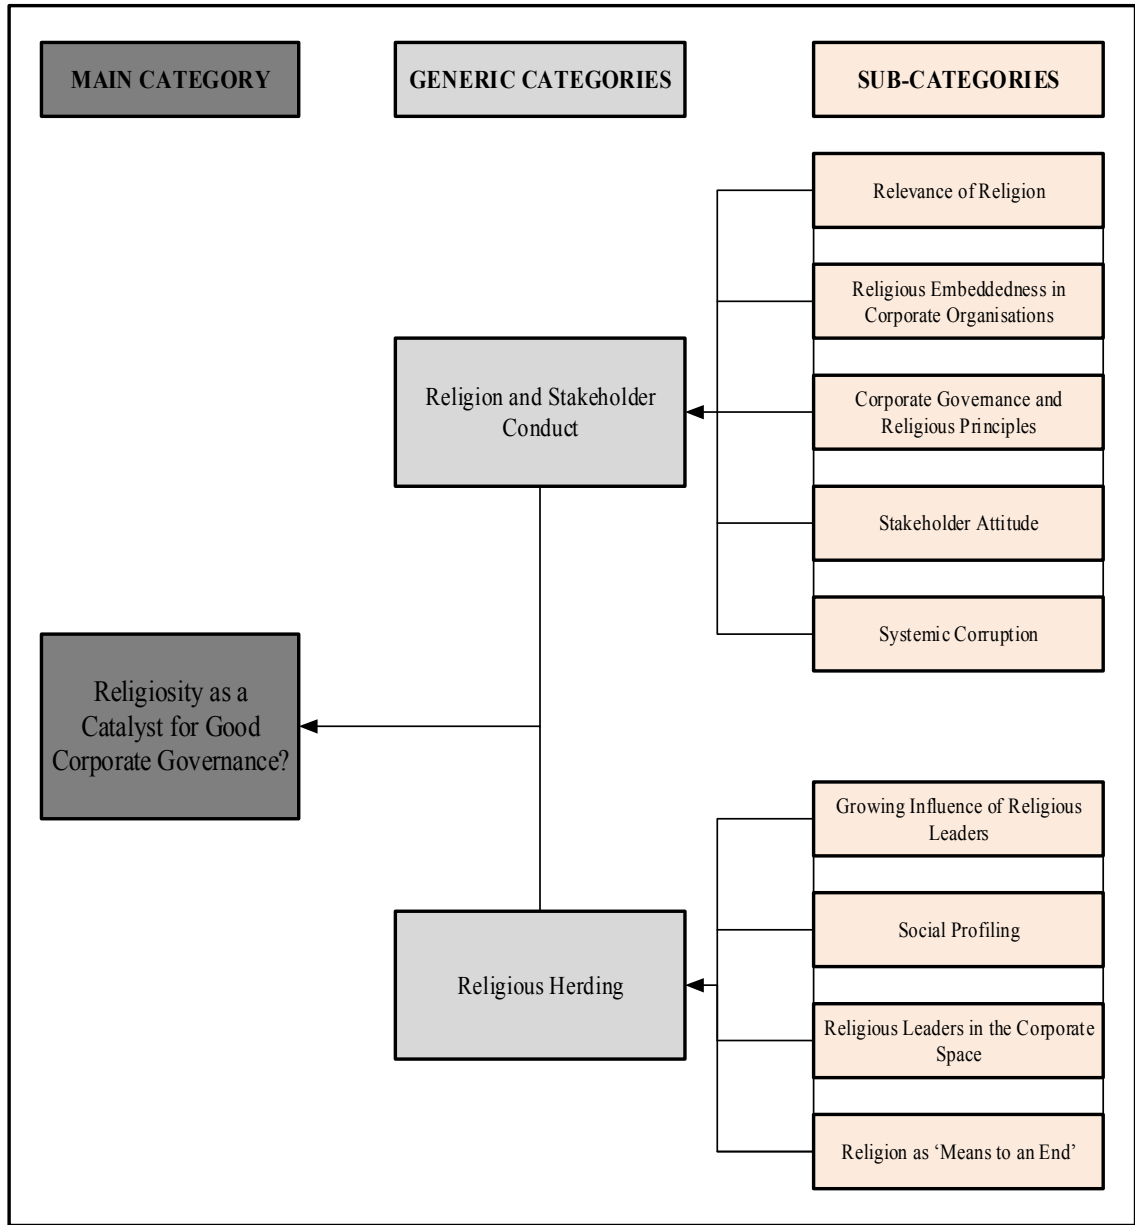 MAIN CATEGORY
GENERIC CATEGORIES
SUB-CATEGORIES
Relevance of Religion
Religious Embeddedness in
Corporate Organisations
Religion and Stakeholder
Conduct
Corporate Governance and
Religious Principles
Stakeholder Attitude
Systemic Corruption
Religiosity as a
Catalyst for Good
Corporate Governance?
Growing Influence of Religious
Leaders
Social Profiling
Religious Herding
Religious Leaders in the Corporate
Space
Religion as ‘Means to an End’